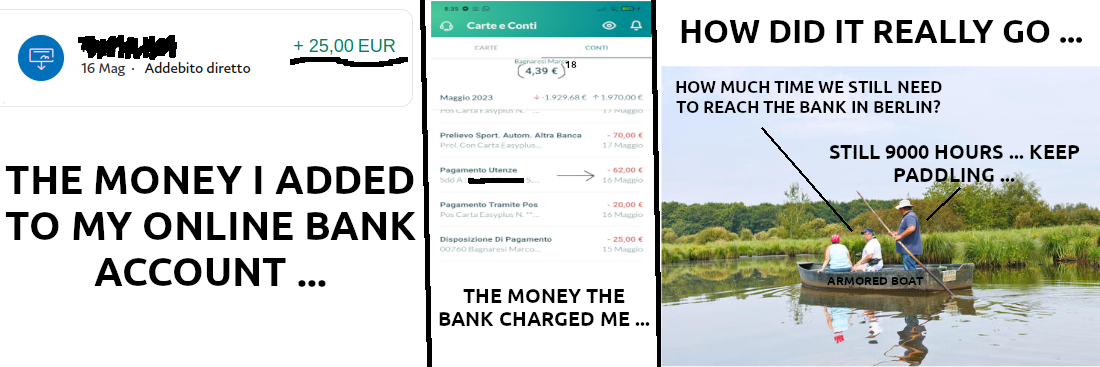 + 25,00 EUR
16 Mag · Addebito diretto
THE MONEY I ADDED
TO MY ONLINE BANK
ACCOUNT ...
8:35
Carte e Conti
CARTE CONTI
Bagnaresi Marco
4,39 € 18
Maggio 2023 -1.929,68 € 1.970,00 €
Pos Carta Easyplus N. **... 17 Maggio
Prelievo Sport. Autom. Altra Banca - 70,00 €
Prel. Con Carta Easyplus... 17 Maggio
Pagamento Utenze - 62,00 €
Sdd A S... 16 Maggio
Pagamento Tramite Pos - 20,00 €
Pos Carta Easyplus N. **... 16 Maggio
Disposizione Di Pagamento - 25,00 €
00760 Bagnaresi Marco... 15 Maggio
THE MONEY THE
BANK CHARGED ME ...
HOW DID IT REALLY GO ...
HOW MUCH TIME WE STILL NEED
TO REACH THE BANK IN BERLIN?
STILL 9000 HOURS ... KEEP
PADDLING ...
ARMORED BOAT